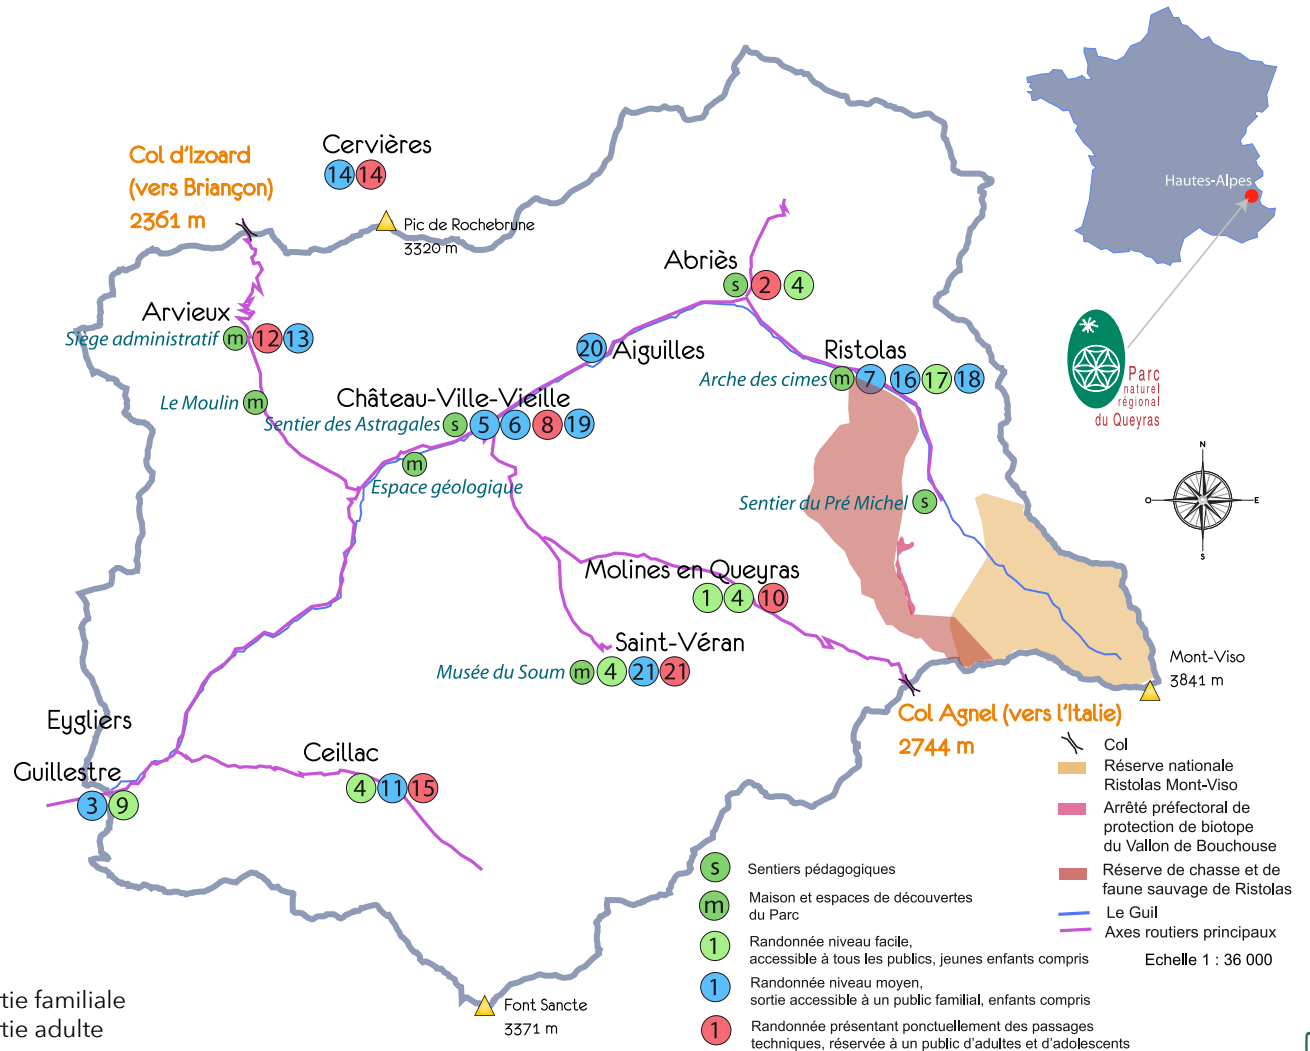 Cervières
14 14
Col d'Izoard
(vers Briançon)
2361 m
Pic de Rochebrune
3320 m
Hautes-Alpes
Parc
naturel
régional
du Queyras
N
O
E
S
Abriès
s 2 4
Arvieux
Siège administratif m 12 13
Le Moulin m
20 Aiguilles
Ristolas
Arche des cimes m 7 16 17 18
Château-Ville-Vieille
Sentier des Astragales s 5 6 8 19
m
Espace géologique
Sentier du Pré Michel s
Molines en Queyras
1 4 10
Saint-Véran
Musée du Soum m 4 21 21
Mont-Viso
3841 m
Col Agnel (vers l'Italie)
2744 m
Eygliers
Guillestre
3 9
Ceillac
4 11 15
Font Sancte
3371 m
Col
Réserve nationale
Ristolas Mont-Viso
Arrêté préfectoral de
protection de biotope
du Vallon de Bouchouse
Réserve de chasse et de
faune sauvage de Ristolas
Le Guil
Axes routiers principaux
Echelle 1 : 36 000
s Sentiers pédagogiques
m Maison et espaces de découvertes
du Parc
1 Randonnée niveau facile,
accessible à tous les publics, jeunes enfants compris
1 Randonnée niveau moyen,
sortie accessible à un public familial, enfants compris
1 Randonnée présentant ponctuellement des passages
techniques, réservée à un public d'adultes et d'adolescents
rtie familiale
rtie adulte